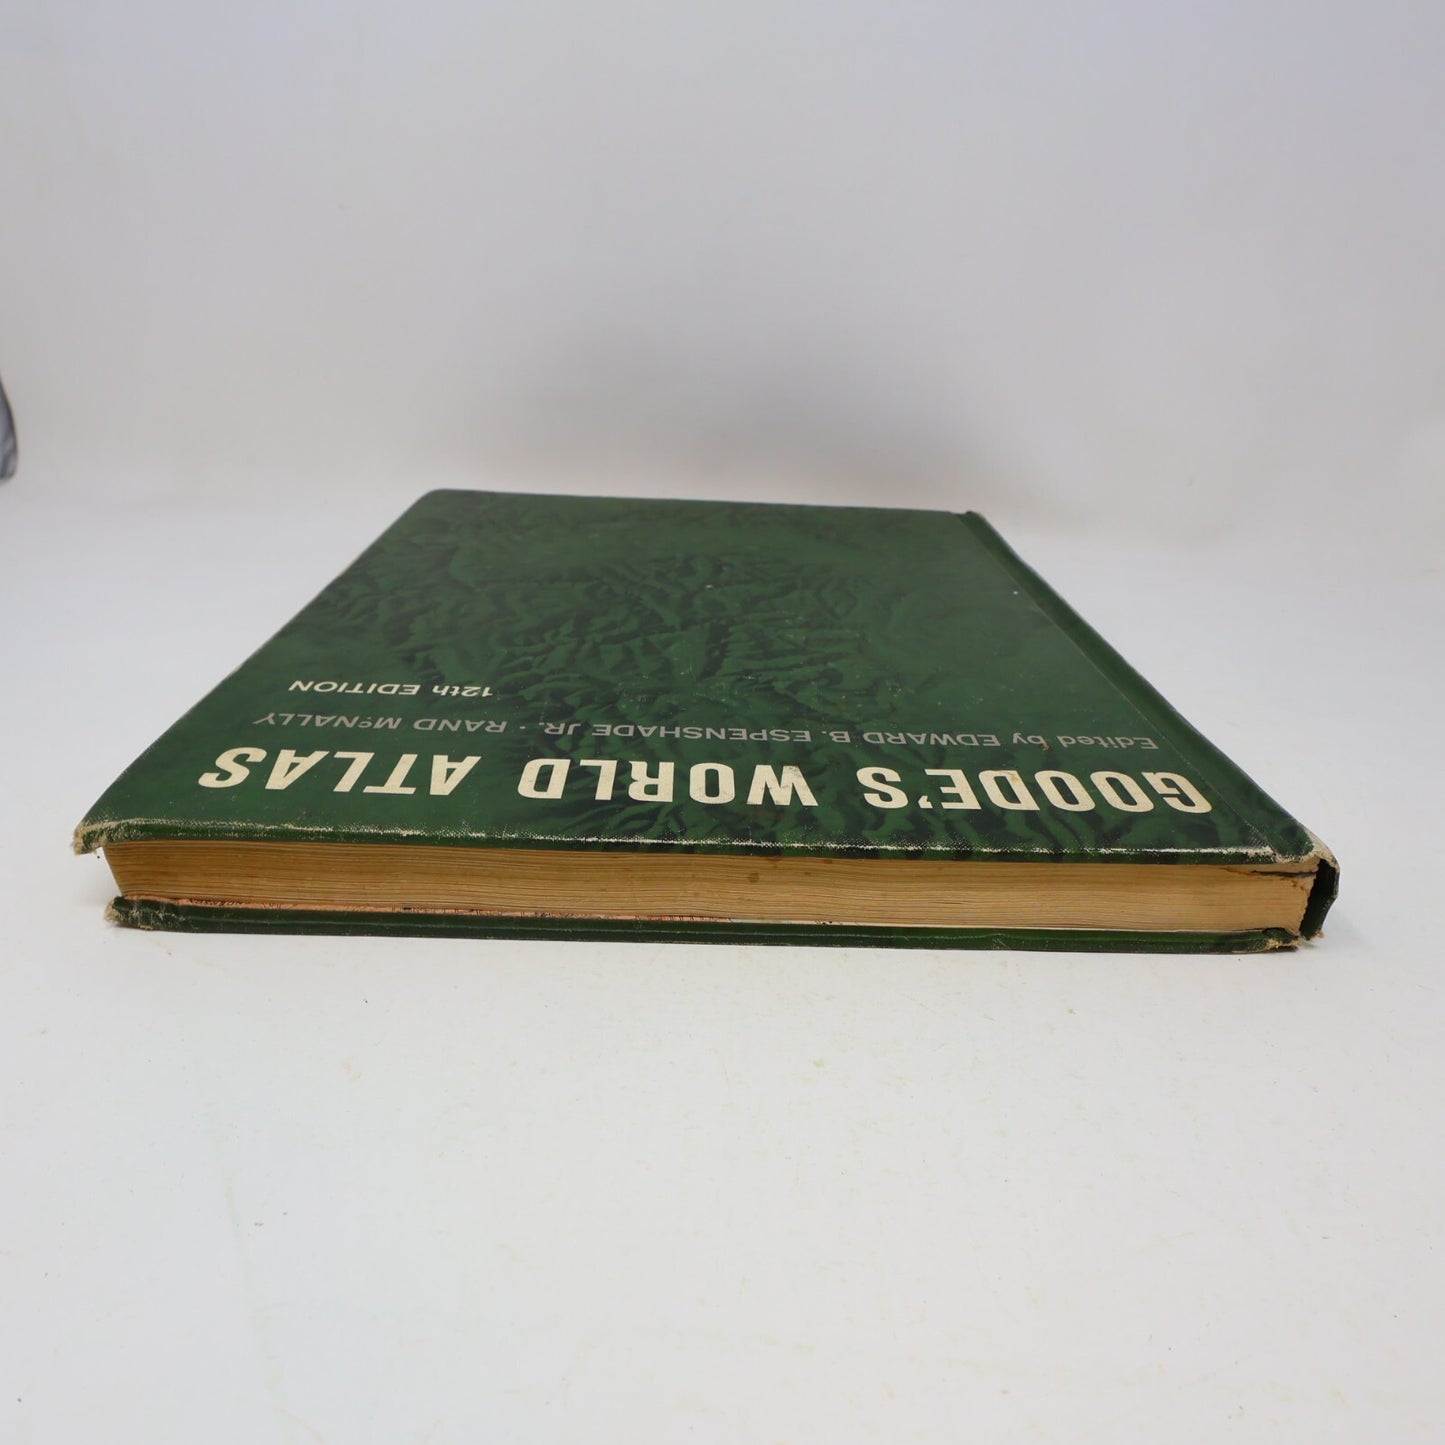 GOODE'S WORLD ATLAS
Edited by EDWARD B. ESPENSHADE JR. · RAND McNALLY
12th EDITION